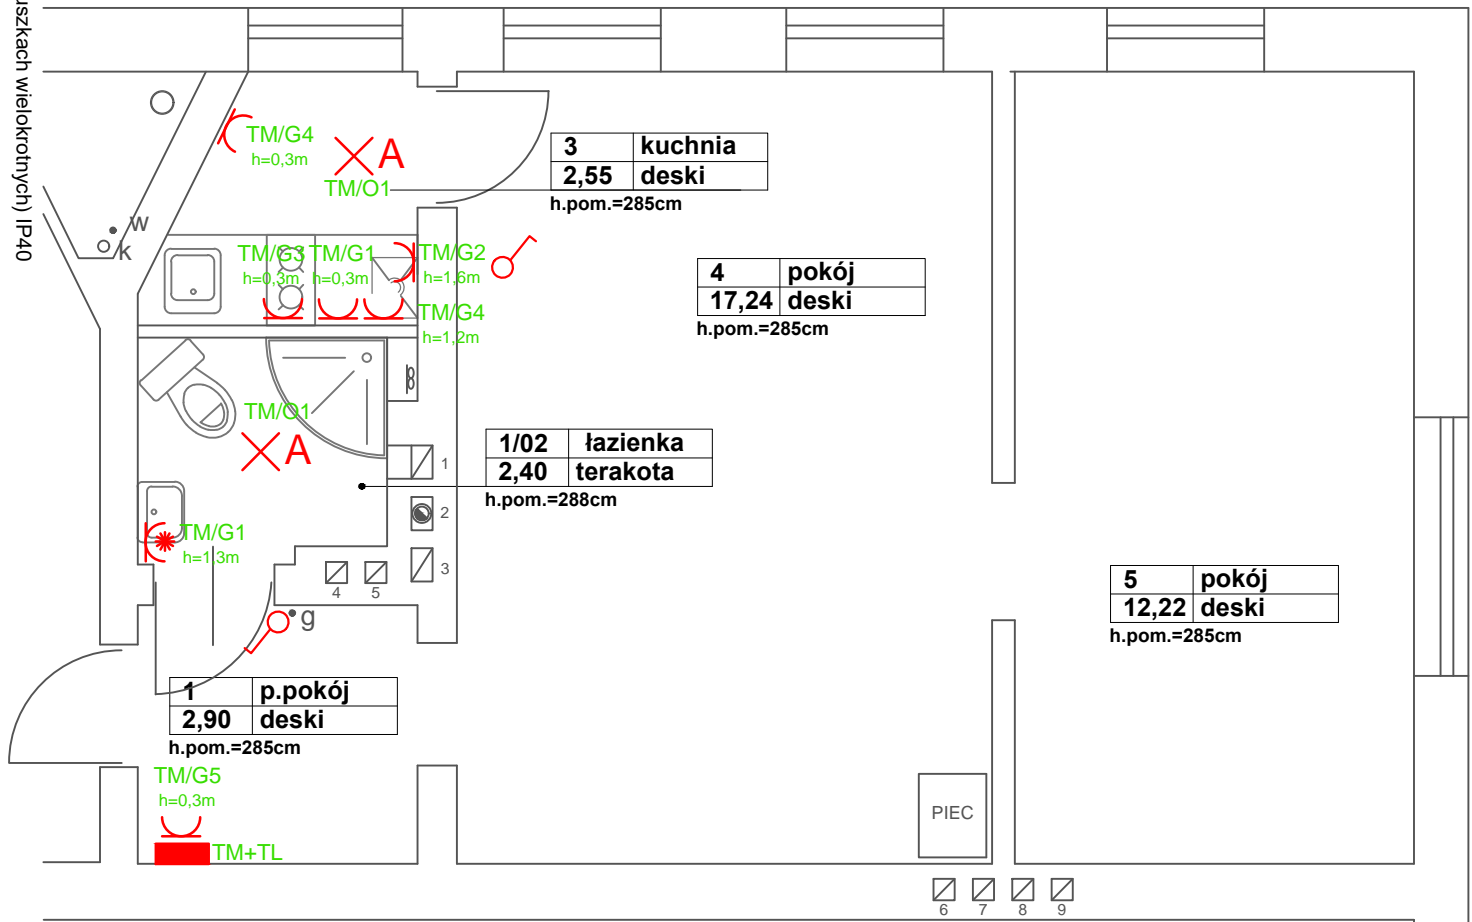 uszkach wielokrotnych) IP40
TM/G4
h=0,3m
A
TM/O1
3 kuchnia
2,55 deski
h.pom.=285cm
w
k
TM/G3
h=0,3m
TM/G1
h=0,3m
TM/G2
h=1,6m
TM/G4
h=1,2m
4 pokój
17,24 deski
h.pom.=285cm
TM/O1
A
1/02 łazienka
2,40 terakota
h.pom.=288cm
1
2
3
4
5
TM/G1
h=1,3m
g
5 pokój
12,22 deski
h.pom.=285cm
1 p.pokój
2,90 deski
h.pom.=285cm
TM/G5
h=0,3m
TM+TL
PIEC
6
7
8
9